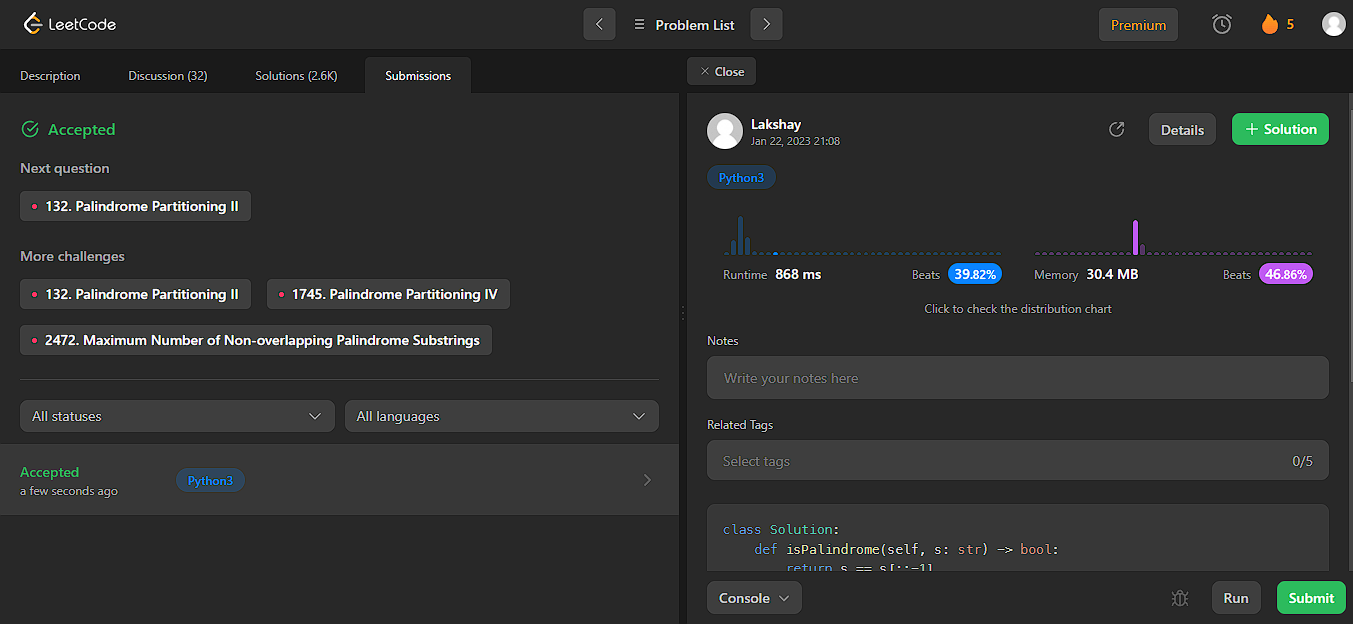 LeetCode
Problem List
Premium
5
Description
Discussion (32)
Solutions (2.6K)
Submissions
Close
Accepted
Next question
132. Palindrome Partitioning II
More challenges
132. Palindrome Partitioning II
1745. Palindrome Partitioning IV
2472. Maximum Number of Non-overlapping Palindrome Substrings
All statuses
All languages
Accepted
a few seconds ago
Python3
Lakshay
Jan 22, 2023 21:08
Details
+ Solution
Python3
Runtime 868 ms
Beats 39.82%
Memory 30.4 MB
Beats 46.86%
Click to check the distribution chart
Notes
Write your notes here
Related Tags
Select tags
0/5
class Solution:
def isPalindrome(self, s: str) -> bool:
return s == s[::-1]
Console
Run
Submit